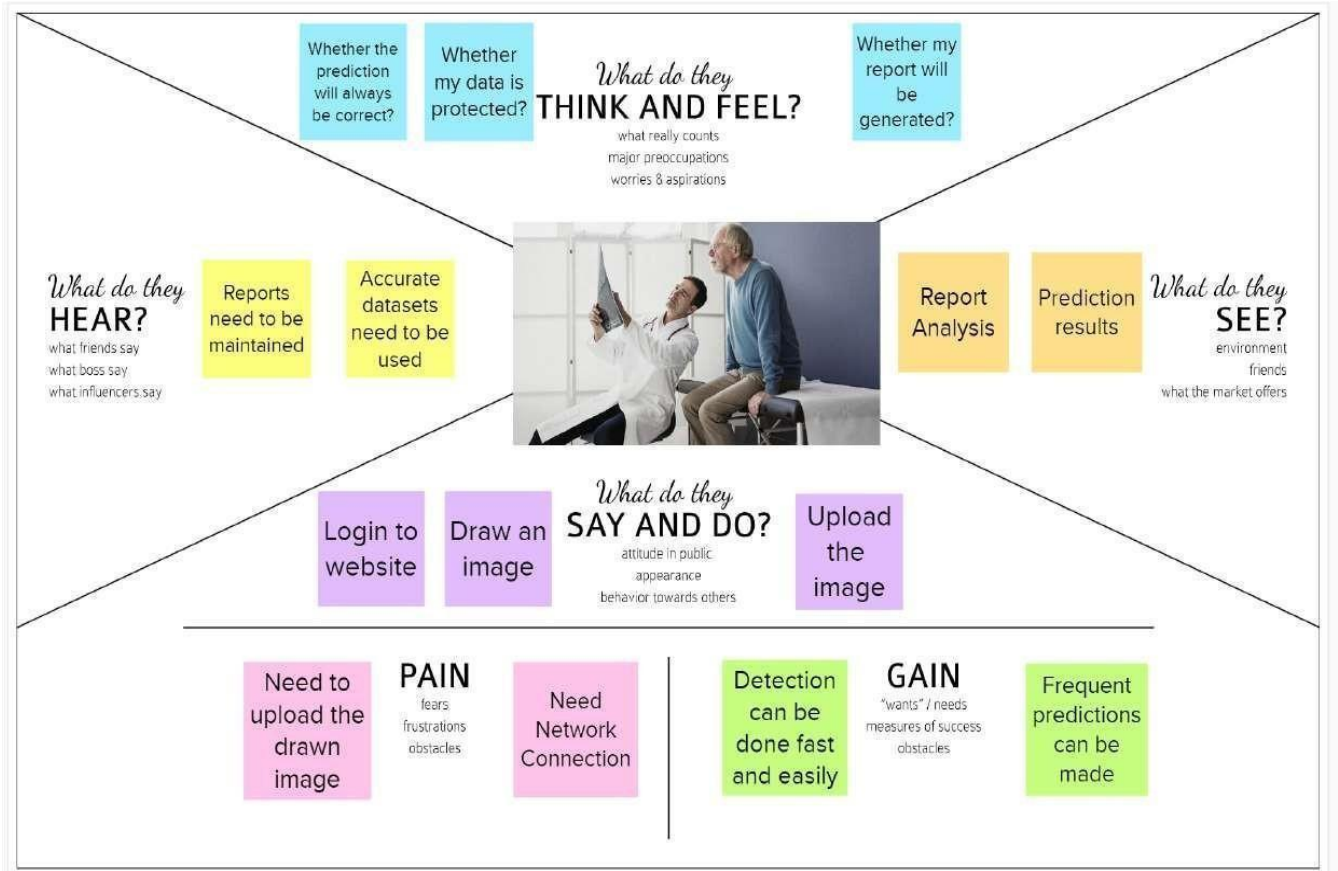 Whether the
prediction
will always
be correct?
Whether
my data is
protected?
What do they
THINK AND FEEL?
what really counts
major preoccupations
worries & aspirations
Whether my
report will
be
generated?
What do they
HEAR?
what friends say
what boss say
what influencers say
Reports
need to be
maintained
Accurate
datasets
need to be
used
Report
Analysis
Prediction
results
What do they
SEE?
environment
friends
what the market offers
Login to
website
Draw an
image
What do they
SAY AND DO?
attitude in public
appearance
behavior towards others
Upload
the
image
Need to
upload the
drawn
image
PAIN
fears
frustrations
obstacles
Need
Network
Connection
Detection
can be
done fast
and easily
GAIN
"wants" / needs
measures of success
obstacles
Frequent
predictions
can be
made